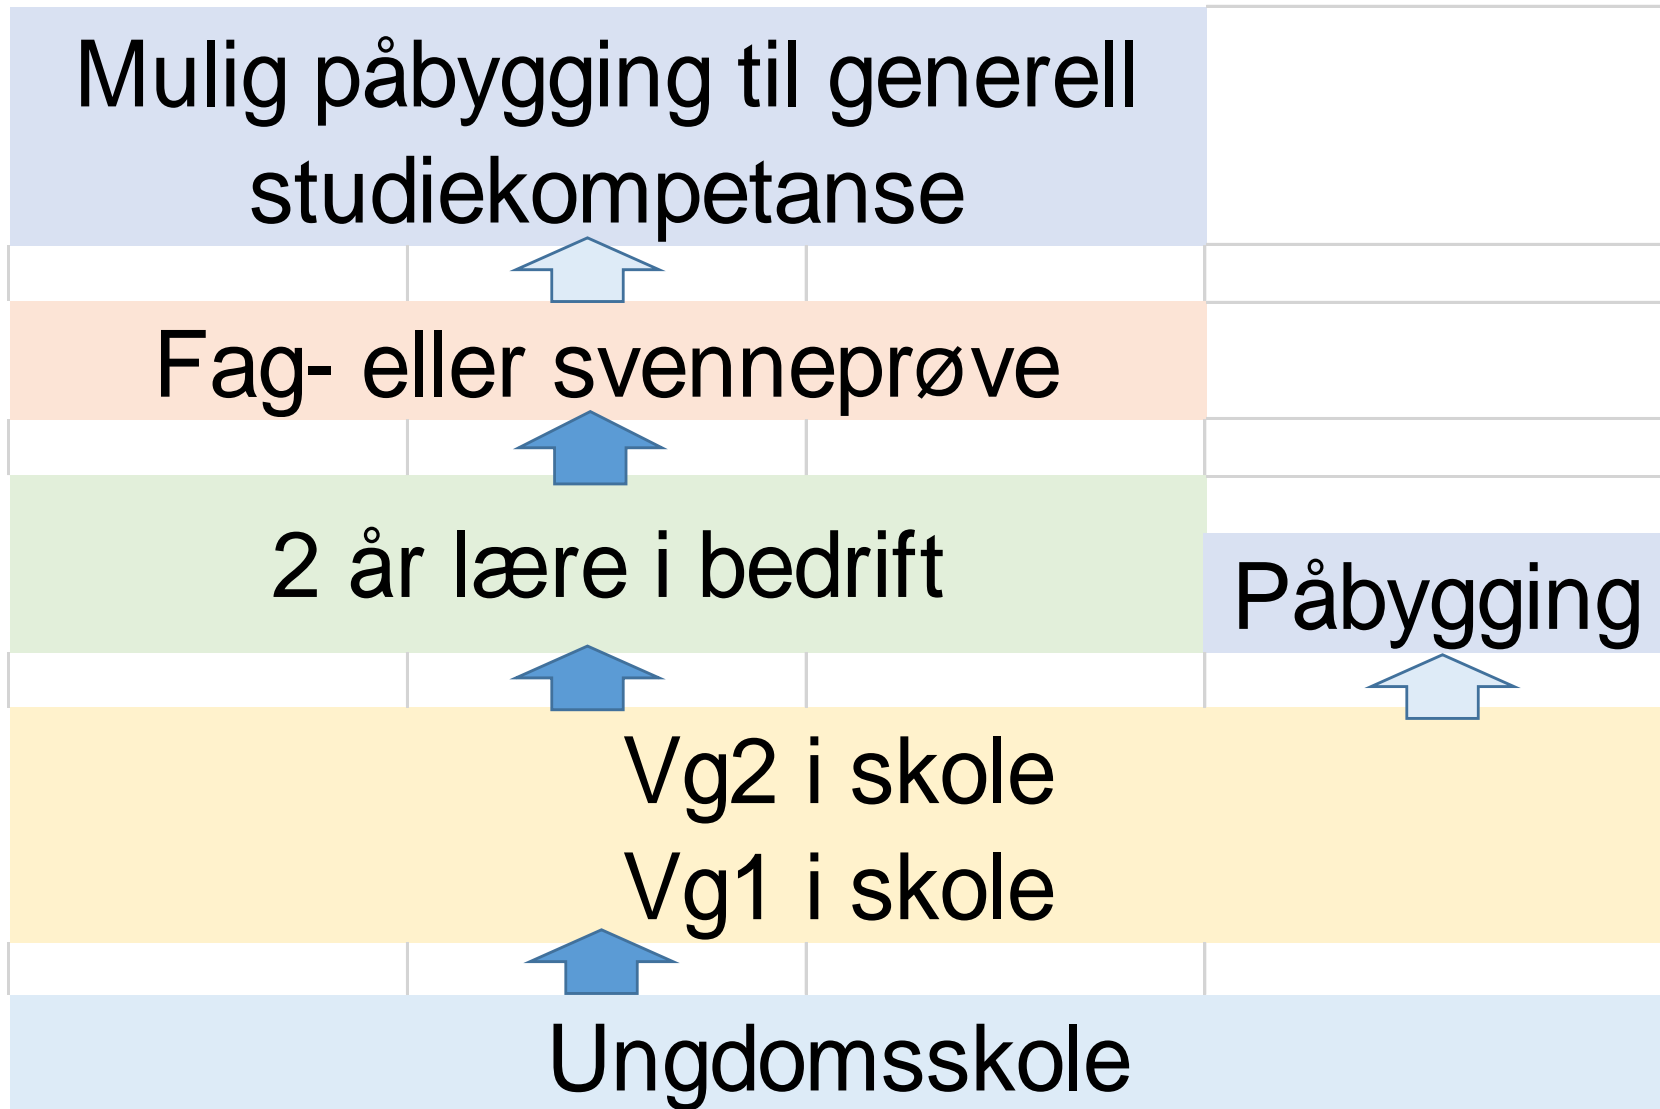 Mulig påbygging til generell
studiekompetanse
Fag- eller svenneprøve
2 år lære i bedrift
Påbygging
Vg2 i skole
Vg1 i skole
Ungdomsskole